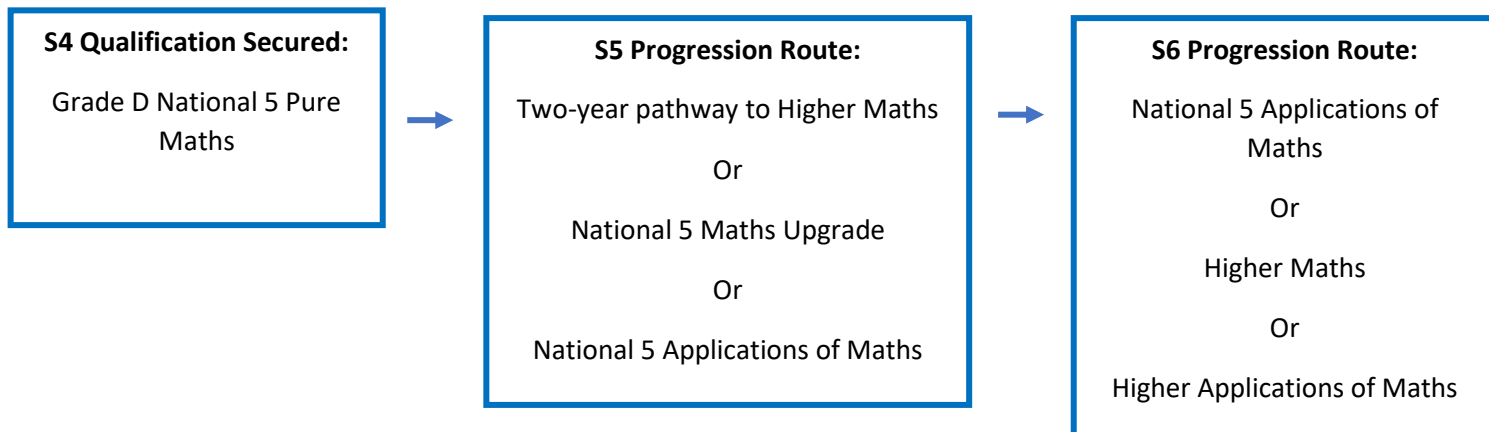 S4 Qualification Secured:
Grade D National 5 Pure
Maths
S5 Progression Route:
Two-year pathway to Higher Maths
Or
National 5 Maths Upgrade
Or
National 5 Applications of Maths
S6 Progression Route:
National 5 Applications of
Maths
Or
Higher Maths
Or
Higher Applications of Maths